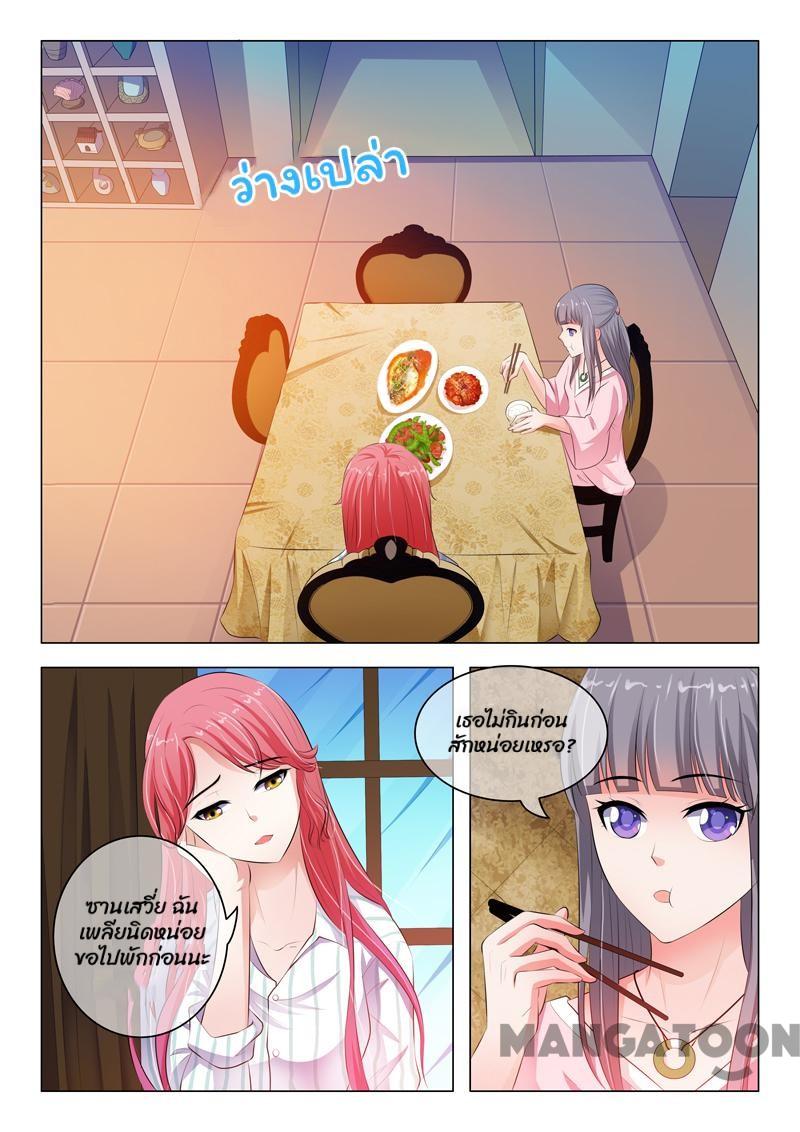 ว่างเปล่า
ซานเสวี่ย ฉัน
เพลียนิดหน่อย
ขอไปพักก่อนนะ
เธอไม่กินก่อน
สักหน่อยเหรอ?
MANGATOON